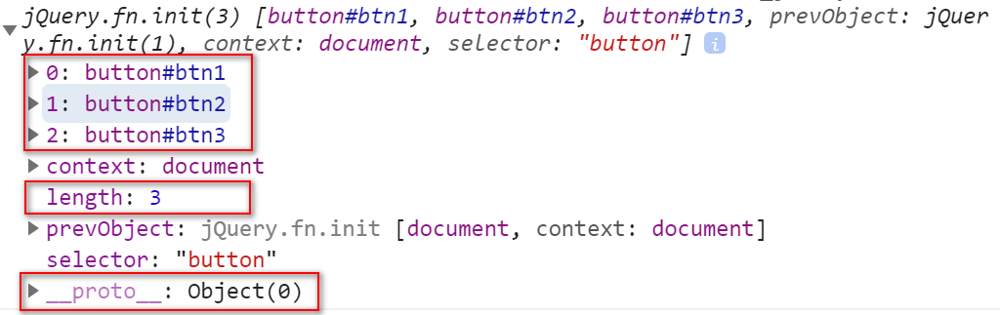 jQuery.fn.init(3) [button#btn1, button#btn2, button#btn3, prevObject: jQuer
y.fn.init(1), context: document, selector: "button"] i
0: button#btn1
1: button#btn2
2: button#btn3
context: document
length: 3
prevObject: jQuery.fn.init [document, context: document]
selector: "button"
__proto__: Object(0)